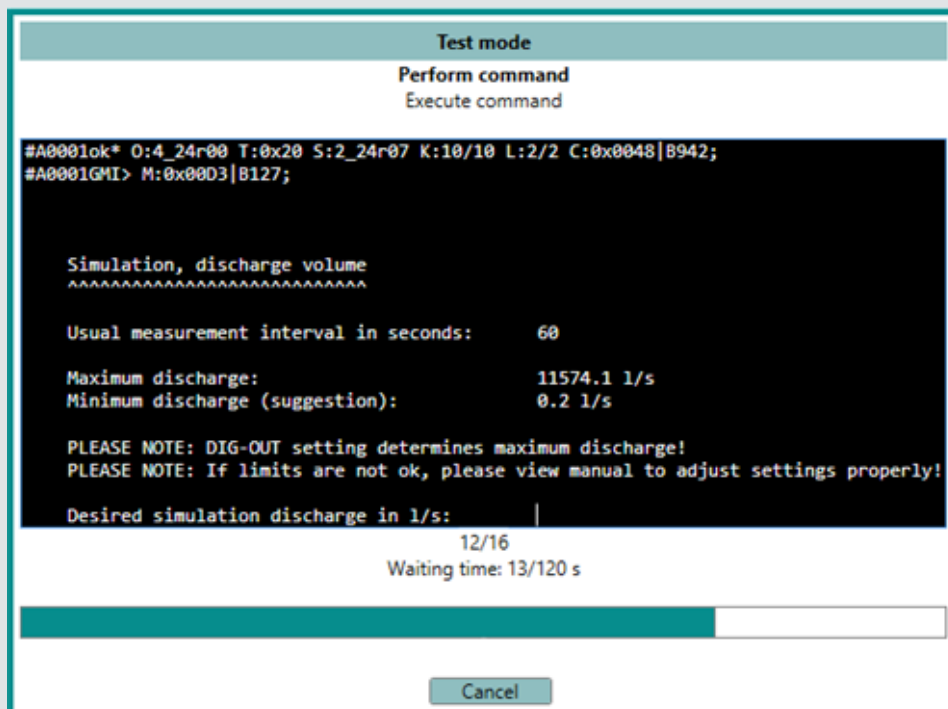 Test mode
Perform command
Execute command
#A0001ok* O:4_24r00 T:0x20 S:2_24r07 K:10/10 L:2/2 C:0x0048|B942;
#A0001GMI> M:0x00D3|B127;
Simulation, discharge volume
^^^^^^^^^^^^^^^^^^^^^^^^^^^^
Usual measurement interval in seconds: 60
Maximum discharge: 11574.1 l/s
Minimum discharge (suggestion): 0.2 l/s
PLEASE NOTE: DIG-OUT setting determines maximum discharge!
PLEASE NOTE: If limits are not ok, please view manual to adjust settings properly!
Desired simulation discharge in l/s:
12/16
Waiting time: 13/120 s
Cancel